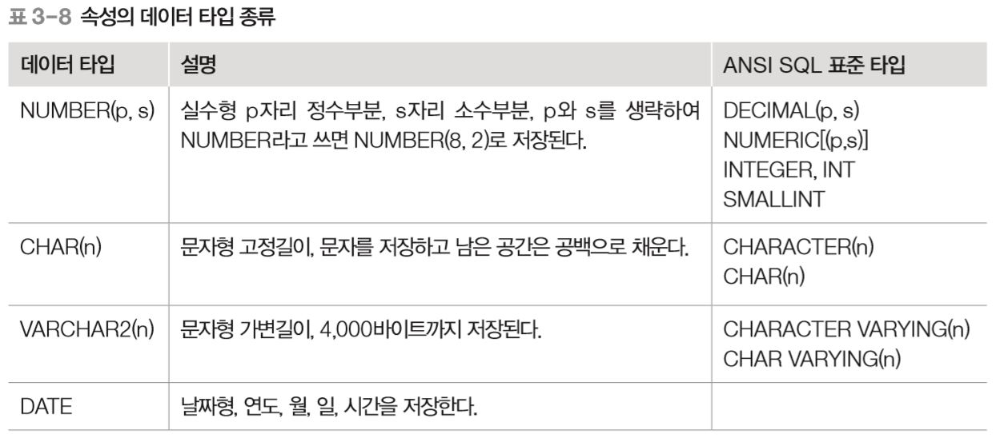 표 3-8 속성의 데이터 타입 종류
데이터 타입 설명 ANSI SQL 표준 타입
NUMBER(p, s) 실수형 p자리 정수부분, s자리 소수부분, p와 s를 생략하여 DECIMAL(p, s)
NUMBER라고 쓰면 NUMBER(8, 2)로 저장된다. NUMERIC[(p,s)]
INTEGER, INT
SMALLINT
CHAR(n) 문자형 고정길이, 문자를 저장하고 남은 공간은 공백으로 채운다. CHARACTER(n)
CHAR(n)
VARCHAR2(n) 문자형 가변길이, 4,000바이트까지 저장된다. CHARACTER VARYING(n)
CHAR VARYING(n)
DATE 날짜형, 연도, 월, 일, 시간을 저장한다.